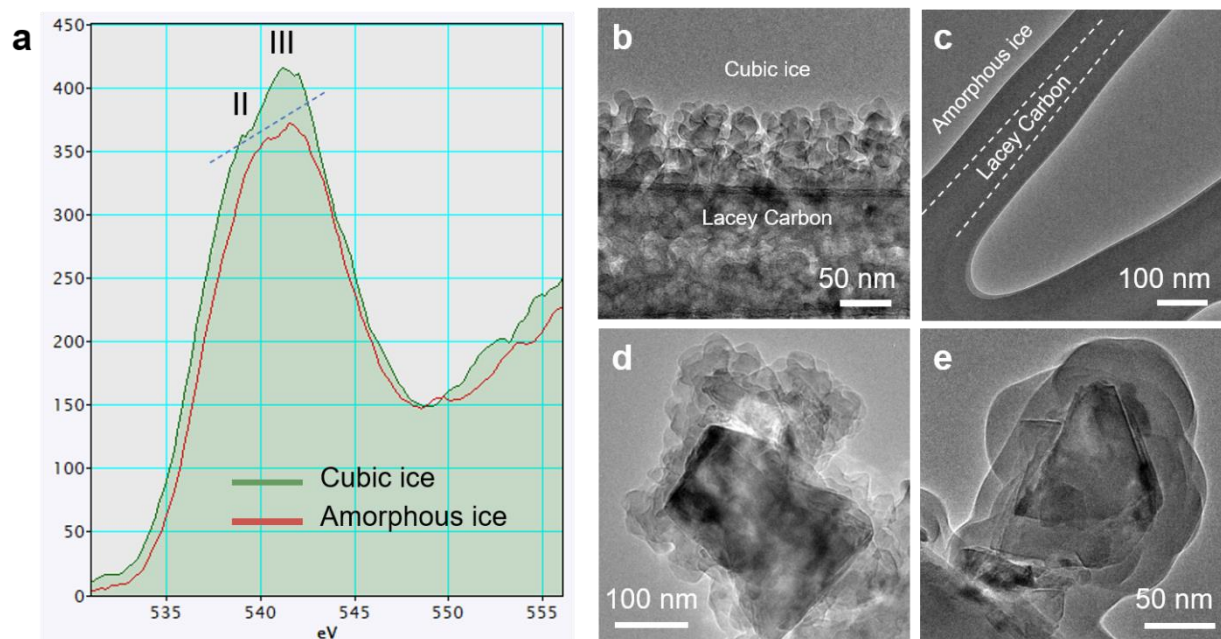 a
450
400
350
300
250
200
150
100
50
0
II
III
Cubic ice
Amorphous ice
535
540
545
550
555
eV
b
Cubic ice
Lacey Carbon
50 nm
c
Amorphous ice
Lacey Carbon
100 nm
d
100 nm
e
50 nm